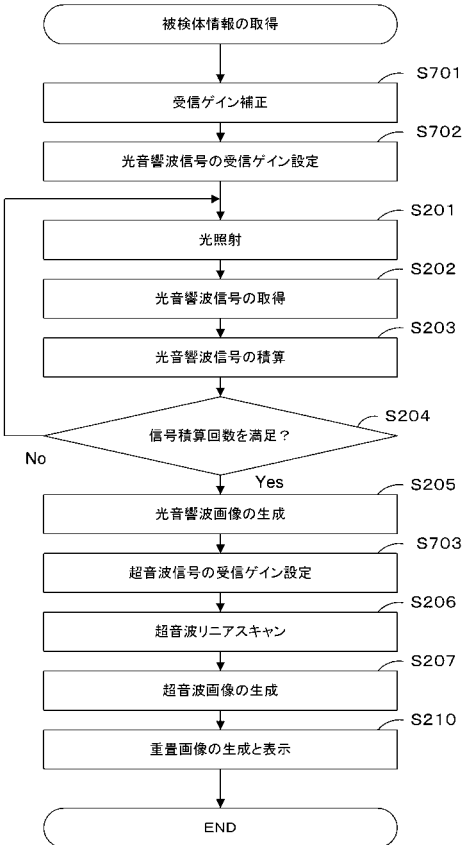 被検体情報の取得
S701
受信ゲイン補正
S702
光音響波信号の受信ゲイン設定
S201
光照射
S202
光音響波信号の取得
S203
光音響波信号の積算
S204
信号積算回数を満足？
No
Yes
S205
光音響波画像の生成
S703
超音波信号の受信ゲイン設定
S206
超音波リニアスキャン
S207
超音波画像の生成
S210
重畳画像の生成と表示
END